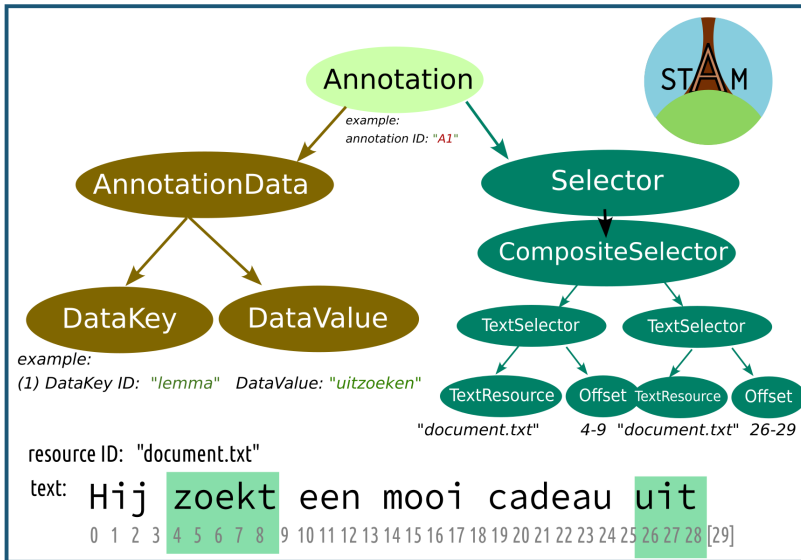 Annotation
STAM
example:
annotation ID: "A1"
AnnotationData
Selector
CompositeSelector
DataKey
DataValue
TextSelector
TextSelector
example:
(1) DataKey ID: "lemma" DataValue: "uitzoeken"
TextResource
Offset
TextResource
Offset
"document.txt" 4-9 "document.txt" 26-29
resource ID: "document.txt"
text: Hij zoekt een mooi cadeau uit
0 1 2 3 4 5 6 7 8 9 10 11 12 13 14 15 16 17 18 19 20 21 22 23 24 25 26 27 28 [29]